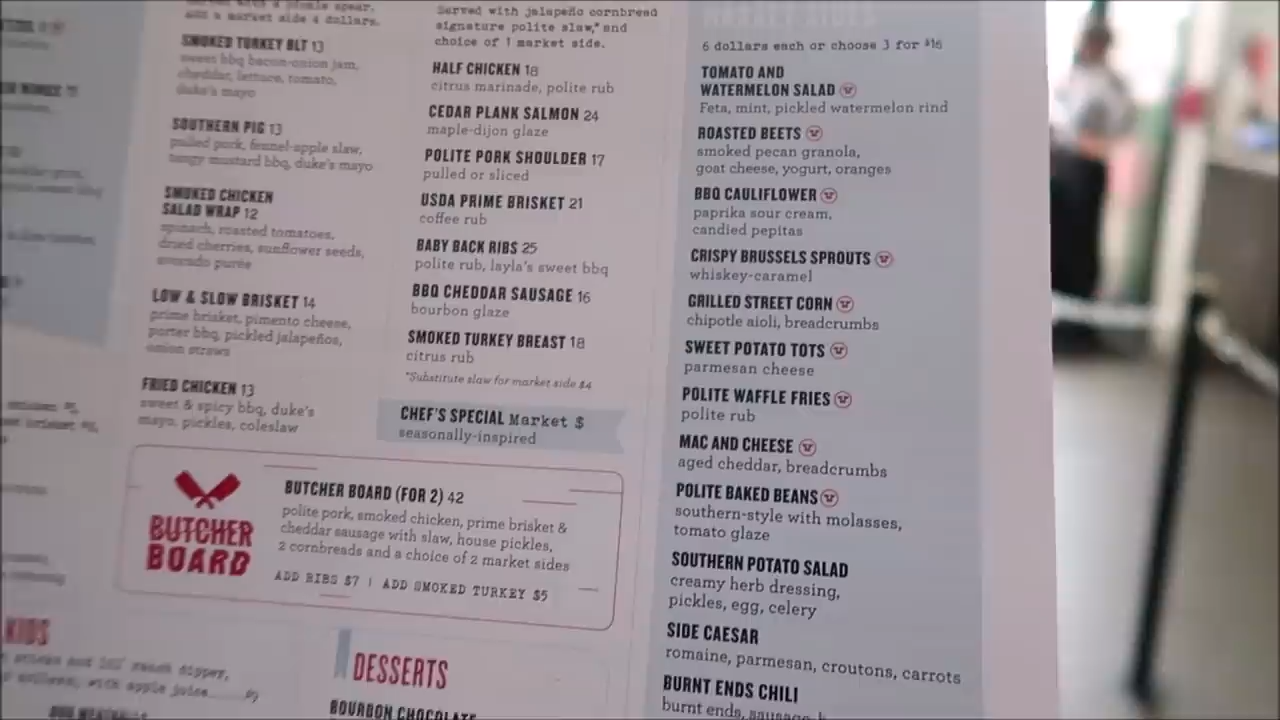 SMOKED TURKEY BLT 13
sweet bbq bacon-onion jam,
cheddar, lettuce, tomato,
duke's mayo
SOUTHERN PIG 13
pulled pork, fennel-apple slaw,
tangy mustard bbq, duke's mayo
SMOKED CHICKEN
SALAD WRAP 12
spinach, roasted tomatoes,
dried cherries, sunflower seeds,
avocado purée
LOW & SLOW BRISKET 14
prime brisket, pimento cheese,
porter bbq, pickled jalapeños,
onion straws
FRIED CHICKEN 13
sweet & spicy bbq, duke's
mayo, pickles, coleslaw
Served with jalapeño cornbread
signature polite slaw,* and
choice of 1 market side.
HALF CHICKEN 18
citrus marinade, polite rub
CEDAR PLANK SALMON 24
maple-dijon glaze
POLITE PORK SHOULDER 17
pulled or sliced
USDA PRIME BRISKET 21
coffee rub
BABY BACK RIBS 25
polite rub, layla's sweet bbq
BBQ CHEDDAR SAUSAGE 16
bourbon glaze
SMOKED TURKEY BREAST 18
citrus rub
*Substitute slaw for market side $4
CHEF'S SPECIAL Market $
seasonally-inspired
BUTCHER
BOARD
BUTCHER BOARD (FOR 2) 42
polite pork, smoked chicken, prime brisket &
cheddar sausage with slaw, house pickles,
2 cornbreads and a choice of 2 market sides
ADD RIBS $7 | ADD SMOKED TURKEY $5
KIDS
DESSERTS
BOURBON CHOCOLATE
6 dollars each or choose 3 for $16
TOMATO AND
WATERMELON SALAD
Feta, mint, pickled watermelon rind
ROASTED BEETS
smoked pecan granola,
goat cheese, yogurt, oranges
BBQ CAULIFLOWER
paprika sour cream,
candied pepitas
CRISPY BRUSSELS SPROUTS
whiskey-caramel
GRILLED STREET CORN
chipotle aioli, breadcrumbs
SWEET POTATO TOTS
parmesan cheese
POLITE WAFFLE FRIES
polite rub
MAC AND CHEESE
aged cheddar, breadcrumbs
POLITE BAKED BEANS
southern-style with molasses,
tomato glaze
SOUTHERN POTATO SALAD
creamy herb dressing,
pickles, egg, celery
SIDE CAESAR
romaine, parmesan, croutons, carrots
BURNT ENDS CHILI
burnt ends, sausage,